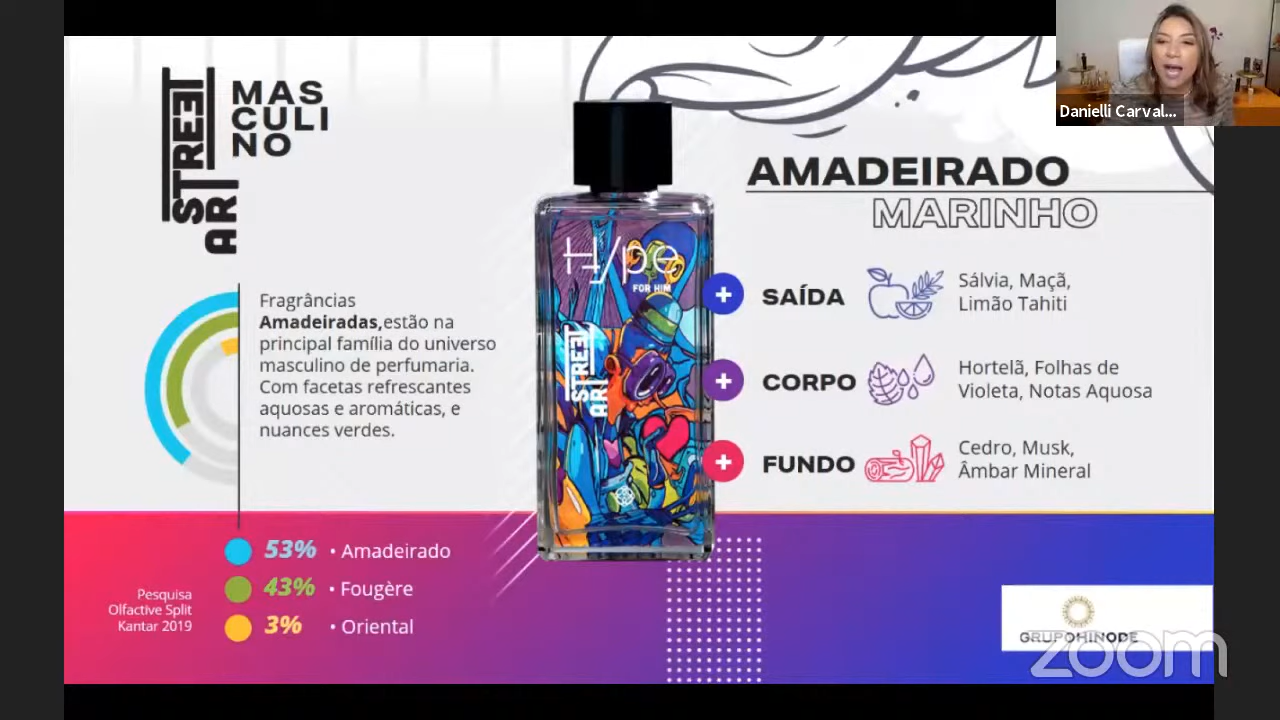 STREET
ART
MAS
CULI
NO
Fragrâncias
Amadeiradas,estão na
principal família do universo
masculino de perfumaria.
Com facetas refrescantes
aquosas e aromáticas, e
nuances verdes.
53% • Amadeirado
43% • Fougère
3% • Oriental
Pesquisa
Olfactive Split
Kantar 2019
Hype
FOR HIM
STREET
ART
AMADEIRADO
MARINHO
+ SAÍDA
Sálvia, Maçã,
Limão Tahiti
+ CORPO
Hortelã, Folhas de
Violeta, Notas Aquosa
+ FUNDO
Cedro, Musk,
Âmbar Mineral
Danielli Carval...
GRUPOHINODE
zoom